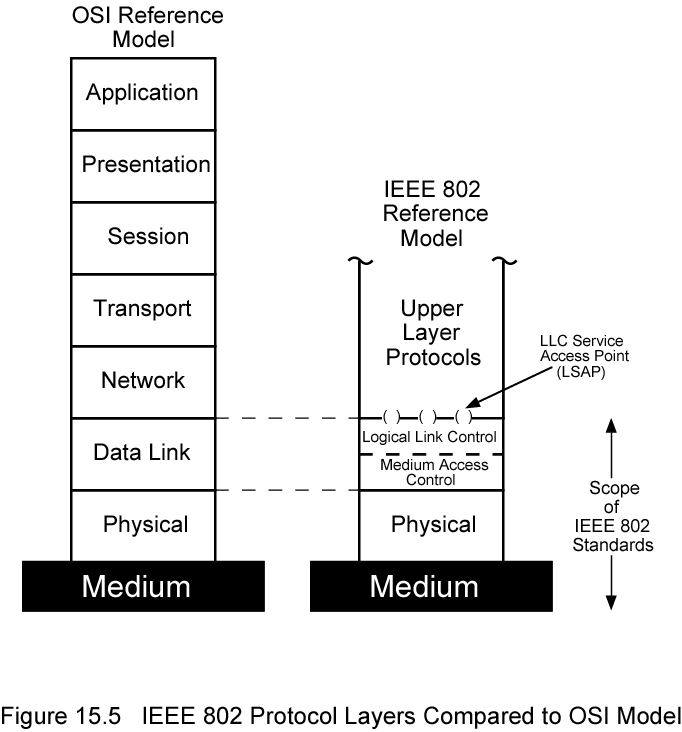 OSI Reference
Model
Application
Presentation
Session
Transport
Network
Data Link
Physical
Medium
IEEE 802
Reference
Model
Upper
Layer
Protocols
LLC Service
Access Point
(LSAP)
( ) ( ) ( )
Logical Link Control
Medium Access
Control
Physical
Medium
Scope
of
IEEE 802
Standards
Figure 15.5 IEEE 802 Protocol Layers Compared to OSI Model